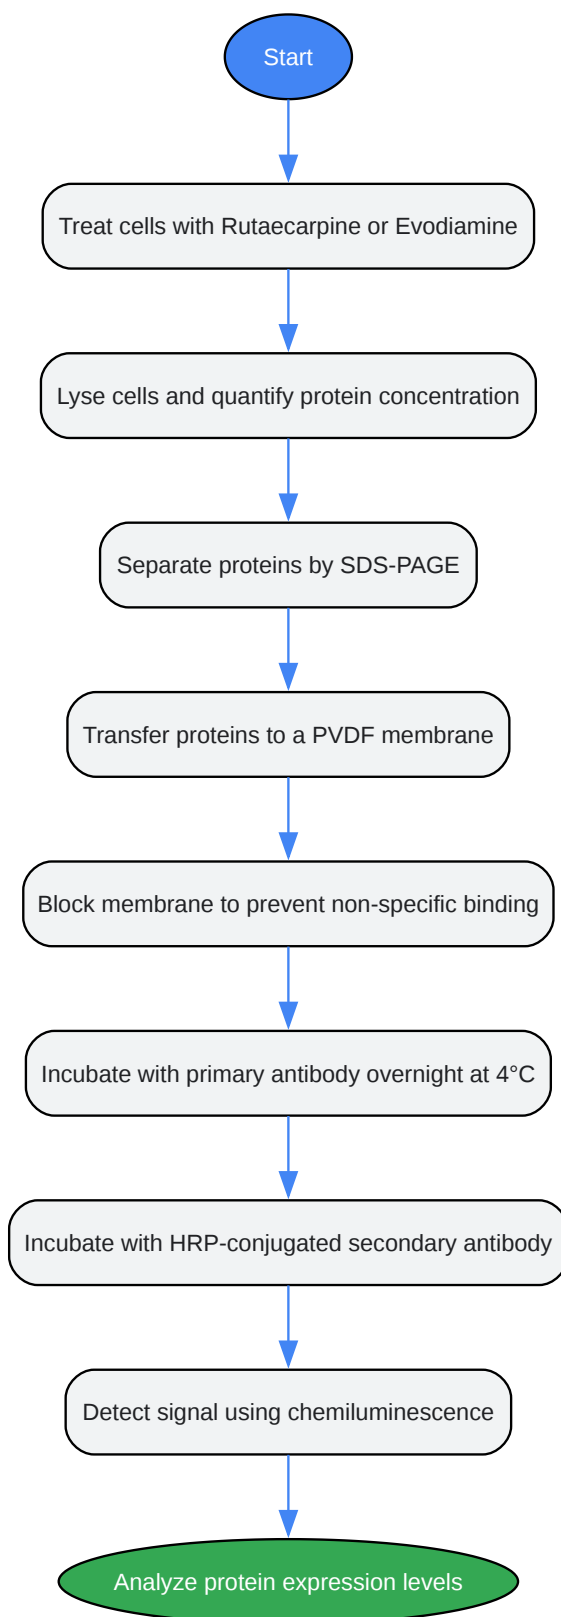 Start
Treat cells with Rutaecarpine or Evodiamine
Lyse cells and quantify protein concentration
Separate proteins by SDS-PAGE
Transfer proteins to a PVDF membrane
Block membrane to prevent non-specific binding
Incubate with primary antibody overnight at 4°C
Incubate with HRP-conjugated secondary antibody
Detect signal using chemiluminescence
Analyze protein expression levels